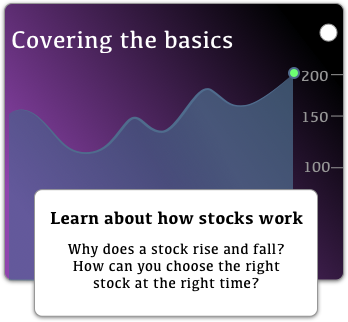 Covering the basics
200
150
100
Learn about how stocks work
Why does a stock rise and fall?
How can you choose the right
stock at the right time?